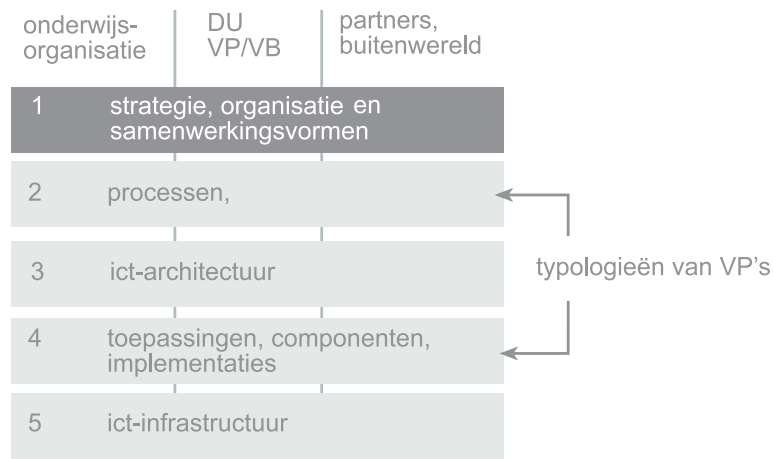 onderwijs-
organisatie
DU
VP/VB
partners,
buitenwereld
1 strategie, organisatie en
samenwerkingsvormen
2 processen,
3 ict-architectuur
typologieën van VP's
4 toepassingen, componenten,
implementaties
5 ict-infrastructuur